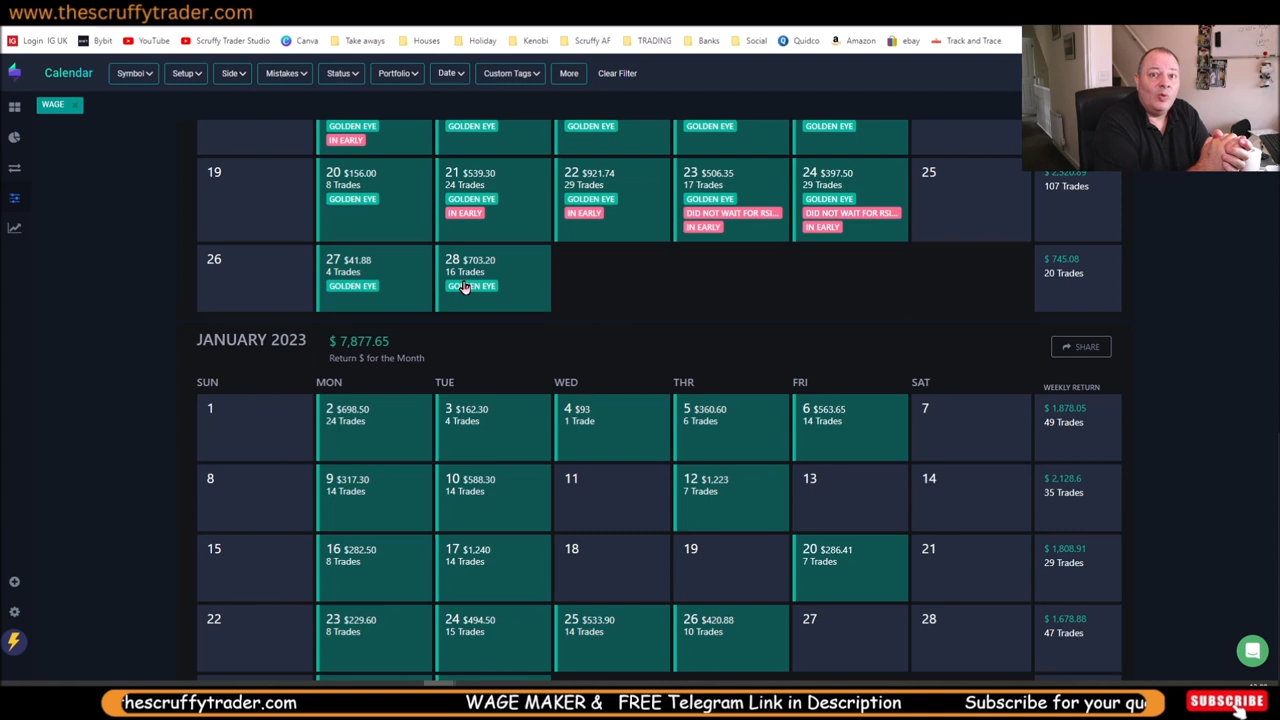 www.thescruffytrader.com
IG Login IG UK Bybit YouTube Scruffy Trader Studio Canva Take aways Houses Holiday Kenobi Scruffy AF TRADING Banks Social Quidco Amazon ebay Track and Trace
Calendar Symbol Setup Side Mistakes Status Portfolio Date Custom Tags More Clear Filter
WAGE ×
GOLDEN EYE GOLDEN EYE GOLDEN EYE GOLDEN EYE GOLDEN EYE
IN EARLY
19 20 $156.00 21 $539.30 22 $921.74 23 $506.35 24 $397.50 25
8 Trades 24 Trades 29 Trades 17 Trades 29 Trades 107 Trades
GOLDEN EYE GOLDEN EYE GOLDEN EYE GOLDEN EYE GOLDEN EYE
IN EARLY IN EARLY DID NOT WAIT FOR RSI... DID NOT WAIT FOR RSI...
IN EARLY IN EARLY
26 27 $41.88 28 $703.20 $ 745.08
4 Trades 16 Trades 20 Trades
GOLDEN EYE GOLDEN EYE
JANUARY 2023 $ 7,877.65 SHARE
Return $ for the Month
SUN MON TUE WED THR FRI SAT WEEKLY RETURN
1 2 $698.50 3 $162.30 4 $93 5 $360.60 6 $563.65 7 $ 1,878.05
24 Trades 4 Trades 1 Trade 6 Trades 14 Trades 49 Trades
8 9 $317.30 10 $588.30 11 12 $1,223 13 14 $ 2,128.6
14 Trades 14 Trades 7 Trades 35 Trades
15 16 $282.50 17 $1,240 18 19 20 $286.41 21 $ 1,808.91
8 Trades 14 Trades 7 Trades 29 Trades
22 23 $229.60 24 $494.50 25 $533.90 26 $420.88 27 28 $ 1,678.88
8 Trades 15 Trades 14 Trades 10 Trades 47 Trades
thescruffytrader.com WAGE MAKER & FREE Telegram Link in Description Subscribe for your qu SUBSCRIBE